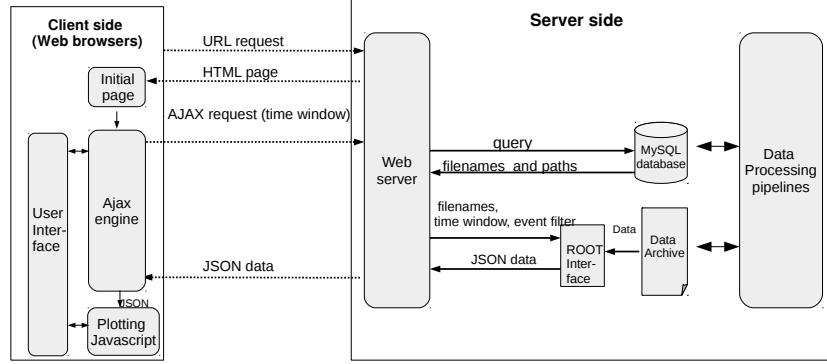 Client side
(Web browsers)
Server side
URL request
HTML page
Initial
page
AJAX request (time window)
Ajax
engine
User
Inter-
face
JSON data
JSON
Plotting
Javascript
Web
server
query
filenames and paths
MySQL
database
Data
Processing
pipelines
filenames,
time window, event filter
JSON data
ROOT
Inter-
face
Data
Data
Archive